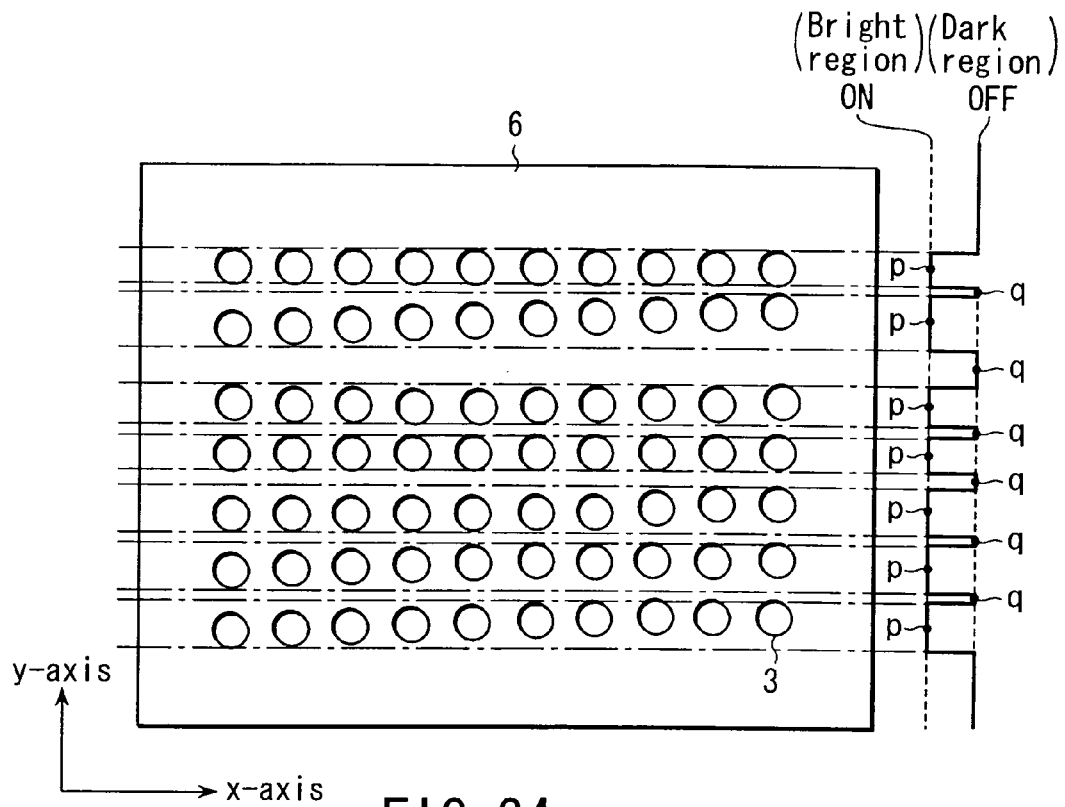 (Bright region) (Dark region)
ON OFF
6
p
q
p
q
p
q
p
q
p
q
p
q
p
3
y-axis
x-axis